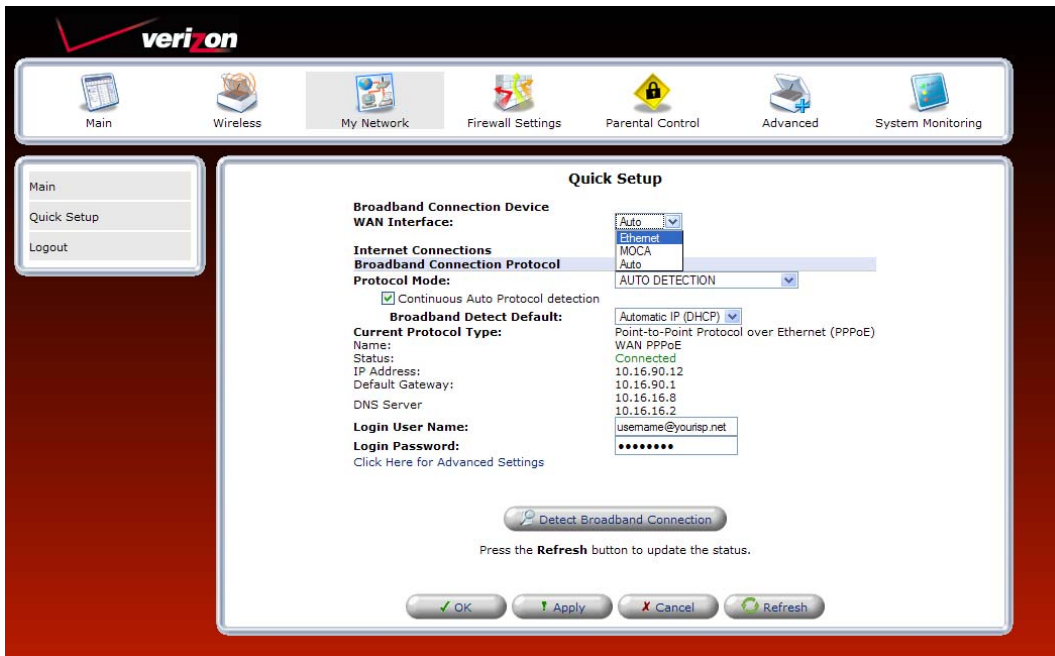 verizon
Main Wireless My Network Firewall Settings Parental Control Advanced System Monitoring
Main
Quick Setup
Logout
Quick Setup
Broadband Connection Device
WAN Interface: Auto
Ethernet
MOCA
Auto
Internet Connections
Broadband Connection Protocol
Protocol Mode: AUTO DETECTION
Continuous Auto Protocol detection
Broadband Detect Default: Automatic IP (DHCP)
Current Protocol Type: Point-to-Point Protocol over Ethernet (PPPoE)
Name: WAN PPPoE
Status: Connected
IP Address: 10.16.90.12
Default Gateway: 10.16.90.1
DNS Server 10.16.16.8
10.16.16.2
Login User Name: username@yourisp.net
Login Password: ••••••••
Click Here for Advanced Settings
Detect Broadband Connection
Press the Refresh button to update the status.
OK Apply Cancel Refresh